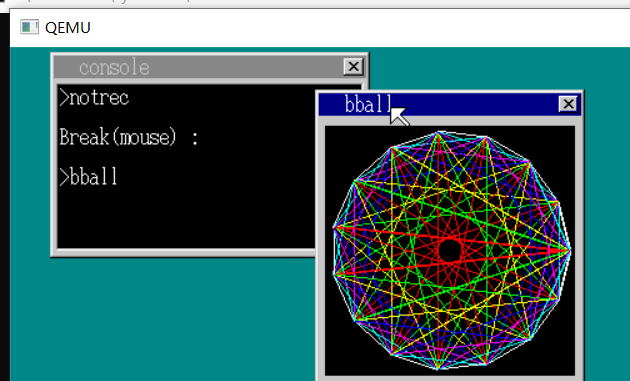 QEMU
console
>notrec
Break(mouse) :
>bball
bball